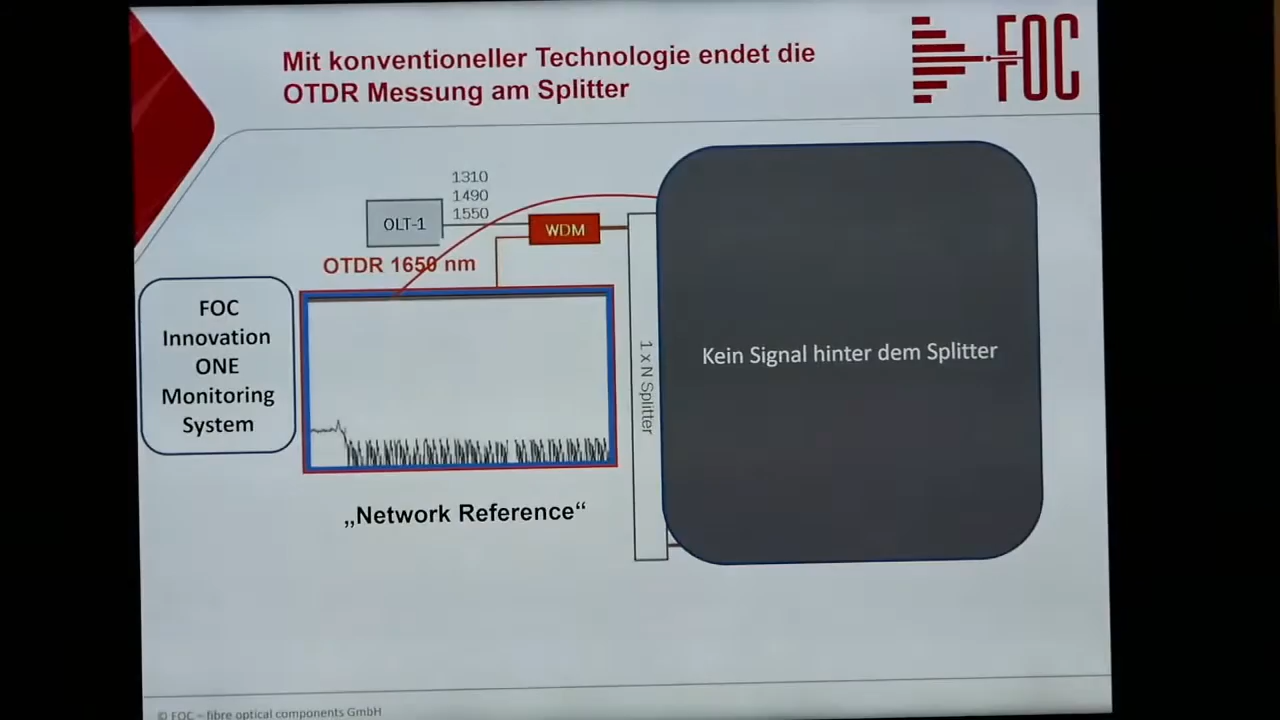 Mit konventioneller Technologie endet die
OTDR Messung am Splitter
FOC
1310
1490
1550
OLT-1
WDM
OTDR 1650 nm
FOC
Innovation
ONE
Monitoring
System
1 x N Splitter
Kein Signal hinter dem Splitter
„Network Reference“
© FOC – fibre optical components GmbH